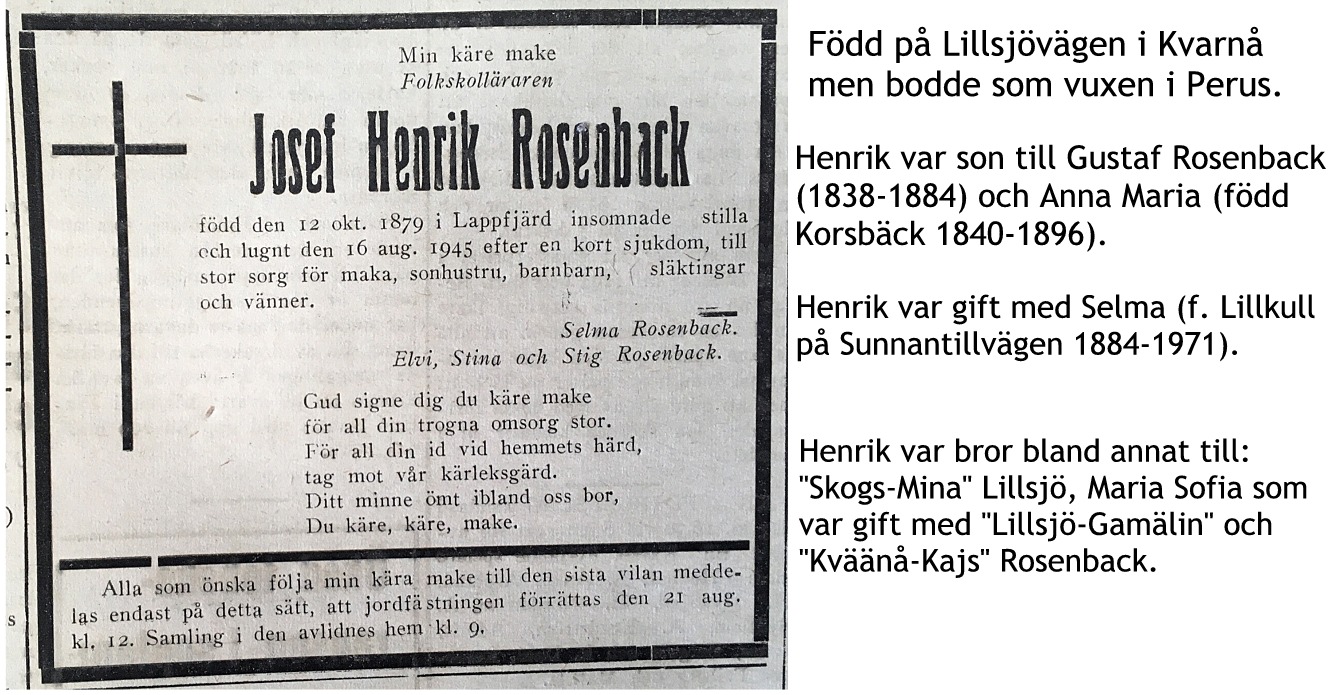 Min käre make
Folkskolläraren
Josef Henrik Rosenback
född den 12 okt. 1879 i Lappfjärd insomnade stilla
och lugnt den 16 aug. 1945 efter en kort sjukdom, till
stor sorg för maka, sonhustru, barnbarn, släktingar
och vänner.
Selma Rosenback.
Elvi, Stina och Stig Rosenback.
Gud signe dig du käre make
för all din trogna omsorg stor.
För all din id vid hemmets härd,
tag mot vår kärleksgärd.
Ditt minne ömt ibland oss bor,
Du käre, käre, make.
Alla som önska följa min kära make till den sista vilan medde-
las endast på detta sätt, att jordfästningen förrättas den 21 aug.
kl. 12. Samling i den avlidnes hem kl. 9.
)
s
Född på Lillsjövägen i Kvarnå
men bodde som vuxen i Perus.
Henrik var son till Gustaf Rosenback
(1838-1884) och Anna Maria (född
Korsbäck 1840-1896).
Henrik var gift med Selma (f. Lillkull
på Sunnantillvägen 1884-1971).
Henrik var bror bland annat till:
"Skogs-Mina" Lillsjö, Maria Sofia som
var gift med "Lillsjö-Gamälin" och
"Kväänå-Kajs" Rosenback.